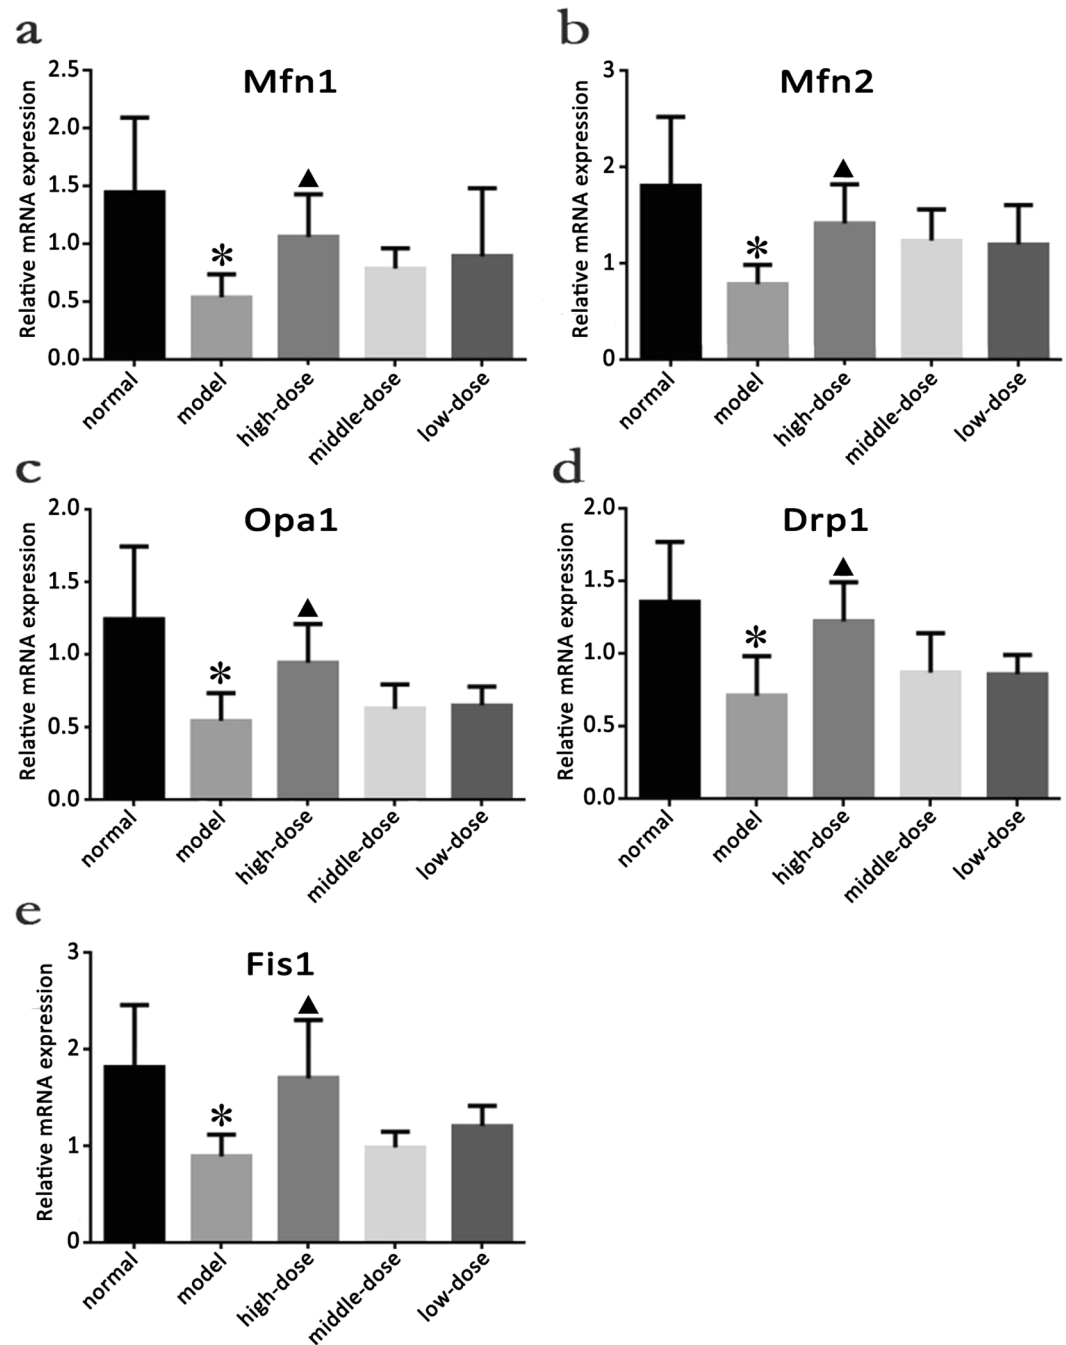 a
Mfn1
Relative mRNA expression
2.5
2.0
1.5
1.0
0.5
0.0
*
▲
normal
model
high-dose
middle-dose
low-dose
b
Mfn2
Relative mRNA expression
3
2
1
0
*
▲
normal
model
high-dose
middle-dose
low-dose
c
Opa1
Relative mRNA expression
2.0
1.5
1.0
0.5
0.0
*
▲
normal
model
high-dose
middle-dose
low-dose
d
Drp1
Relative mRNA expression
2.0
1.5
1.0
0.5
0.0
*
▲
normal
model
high-dose
middle-dose
low-dose
e
Fis1
Relative mRNA expression
3
2
1
0
*
▲
normal
model
high-dose
middle-dose
low-dose